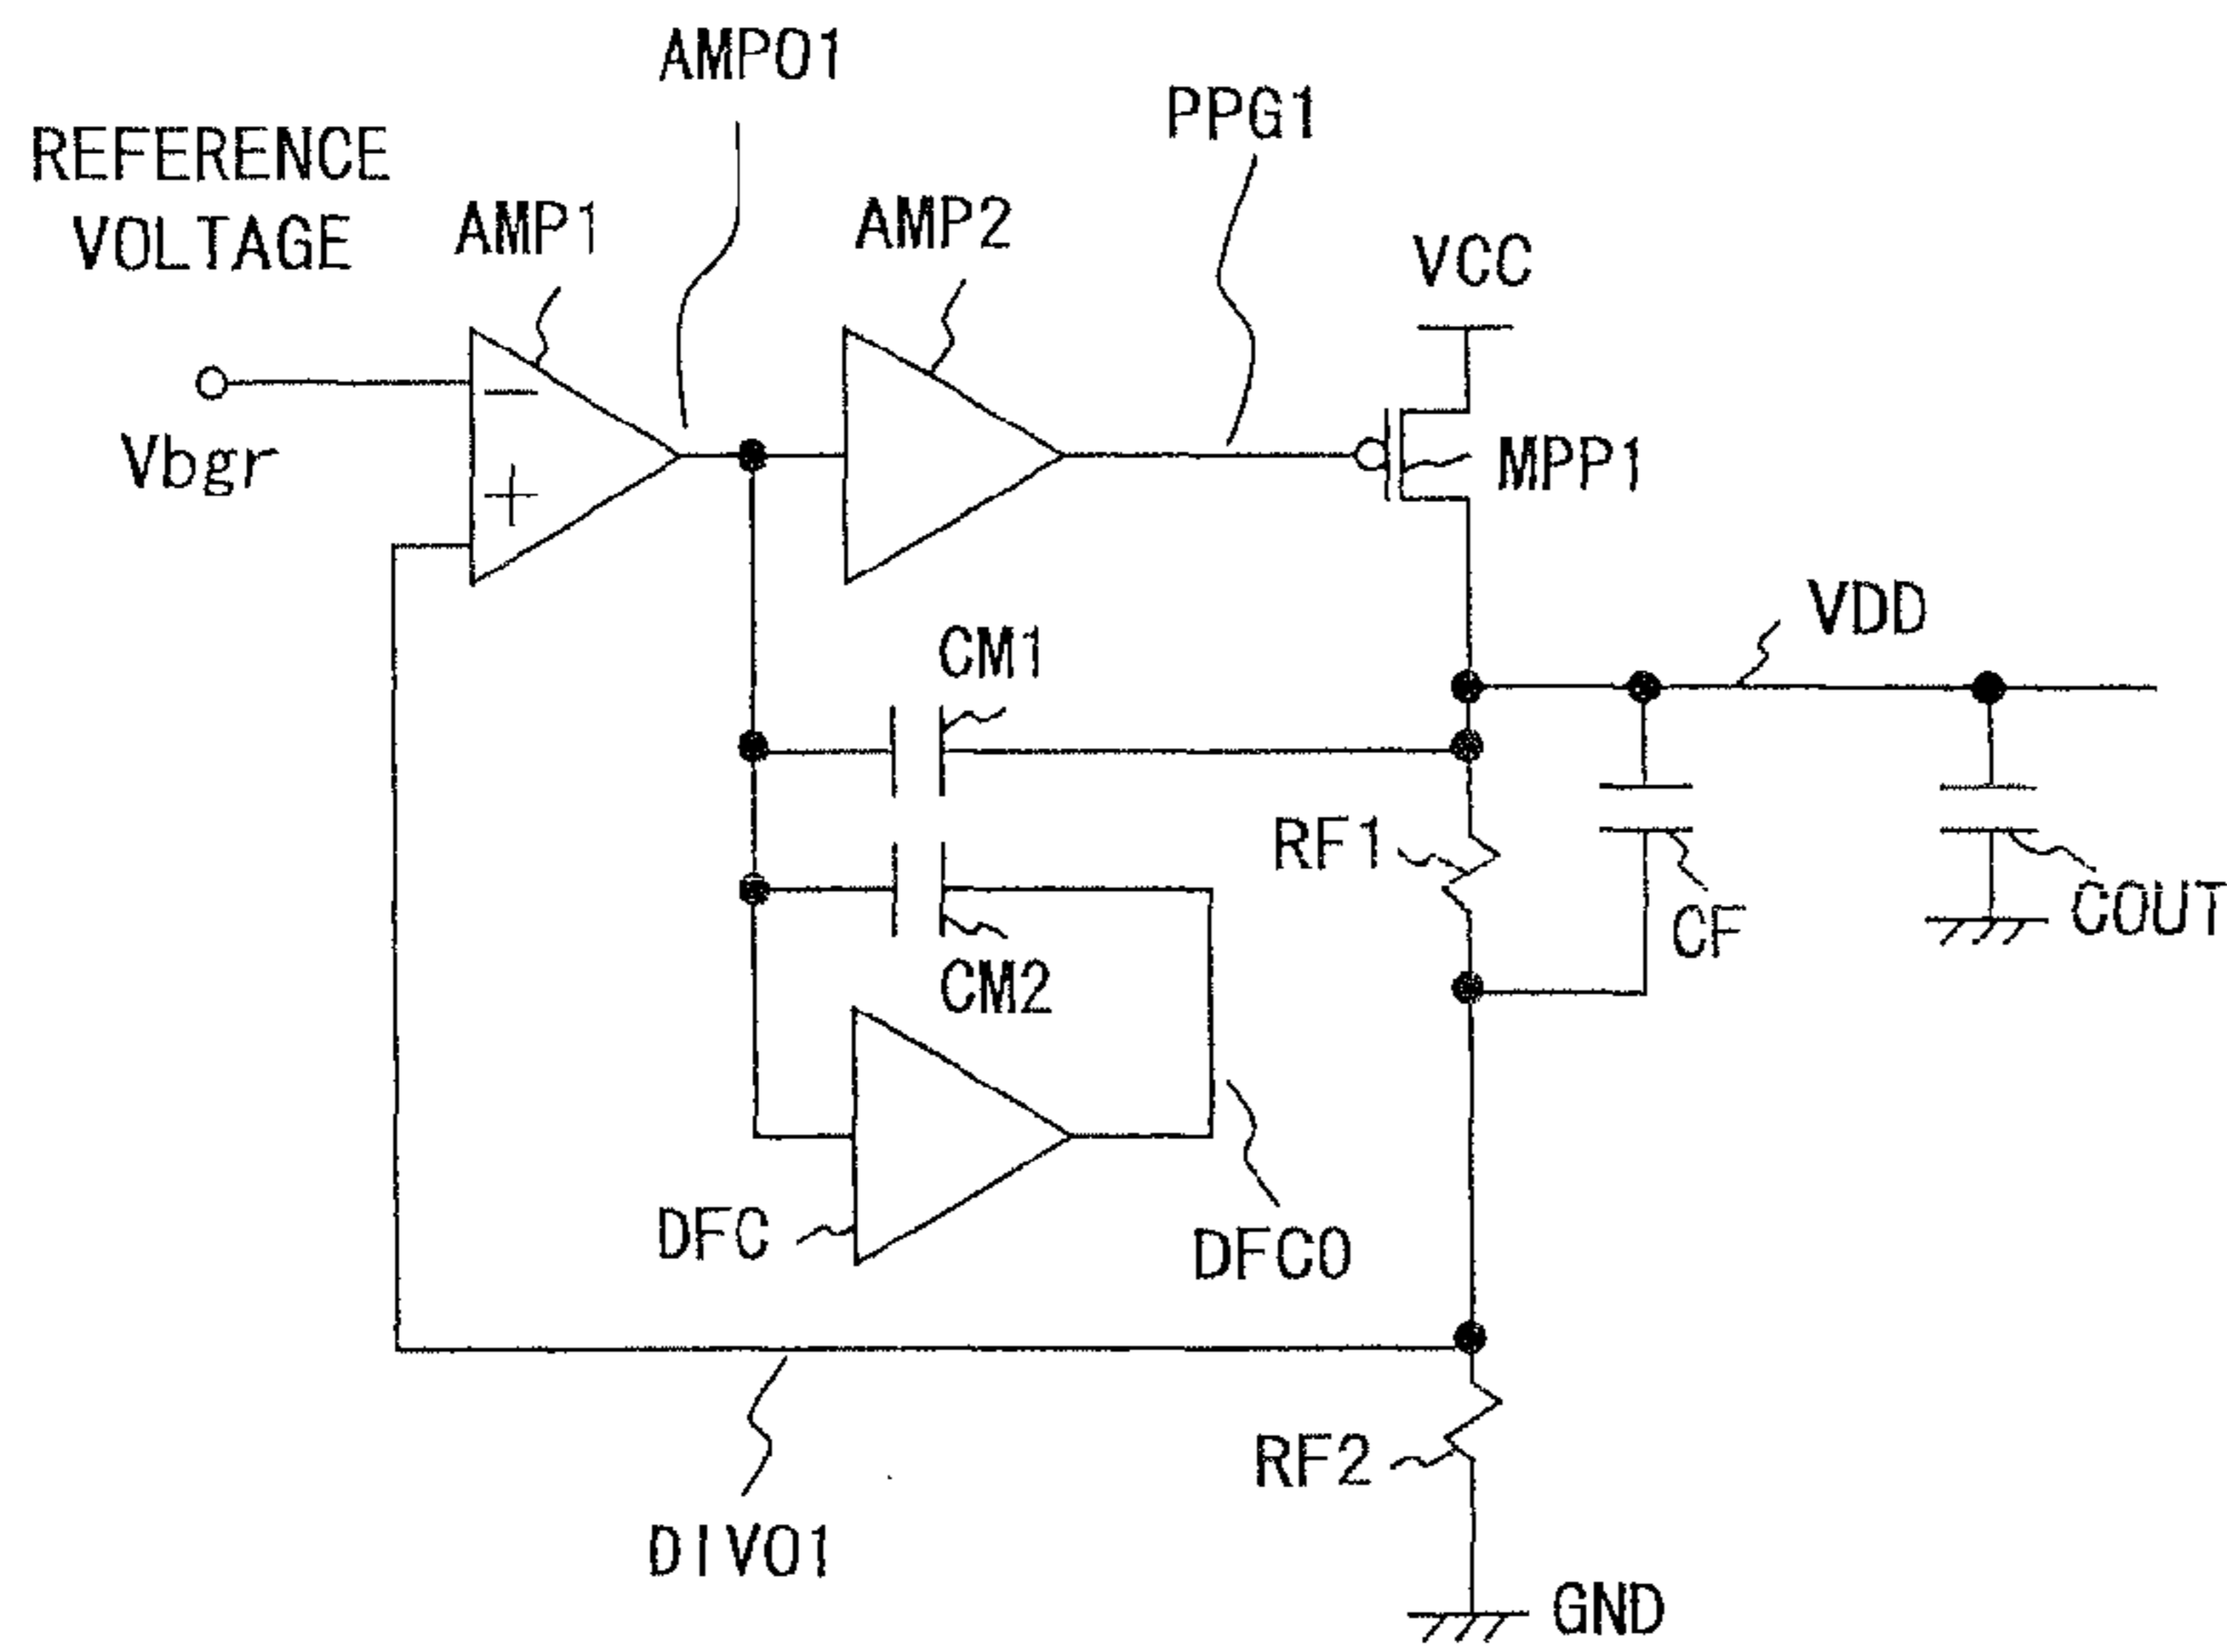 AMPO1
PPG1
REFERENCE
VOLTAGE
AMP1
AMP2
VCC
−
Vbgr
+
MPP1
VDD
CM1
RF1
CF
COUT
CM2
DFC
DFCO
RF2
DIVO1
GND